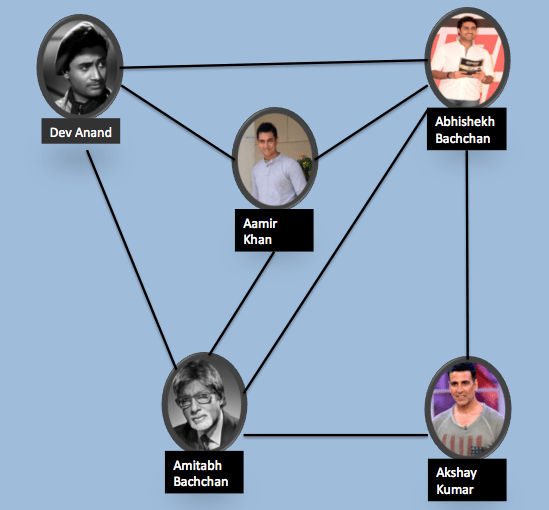 Dev Anand
Abhishekh
Bachchan
Aamir
Khan
Amitabh
Bachchan
Akshay
Kumar